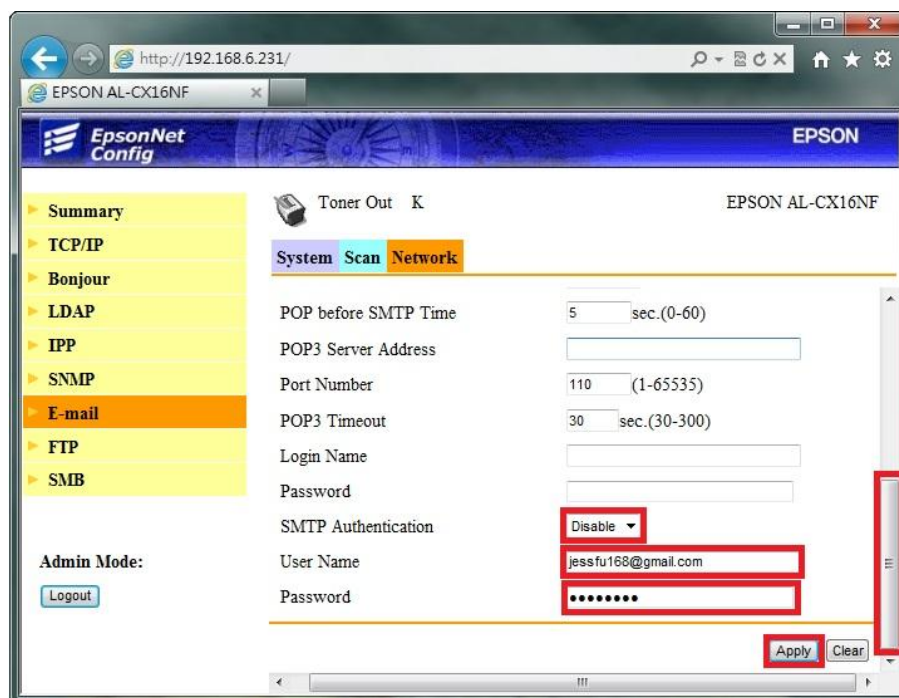 http://192.168.6.231/
EPSON AL-CX16NF
EpsonNet
Config
EPSON
Toner Out K
EPSON AL-CX16NF
System Scan Network
Summary
TCP/IP
Bonjour
LDAP
IPP
SNMP
E-mail
FTP
SMB
Admin Mode:
Logout
POP before SMTP Time 5 sec.(0-60)
POP3 Server Address
Port Number 110 (1-65535)
POP3 Timeout 30 sec.(30-300)
Login Name
Password
SMTP Authentication Disable
User Name jessfu168@gmail.com
Password ••••••••
Apply Clear